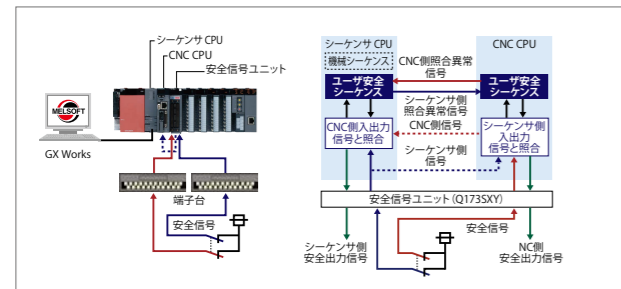 シーケンサ CPU
CNC CPU
安全信号ユニット
MELSOFT
GX Works
端子台
安全信号
シーケンサ CPU
機械シーケンス
ユーザ安全
シーケンス
CNC側入出力
信号と照合
CNC側照合異常
信号
シーケンサ側
照合異常信号
CNC側信号
シーケンサ側
信号
CNC CPU
ユーザ安全
シーケンス
シーケンサ側
入出力
信号と照合
安全信号ユニット(Q173SXY)
安全信号
シーケンサ側
安全出力信号
NC側
安全出力信号